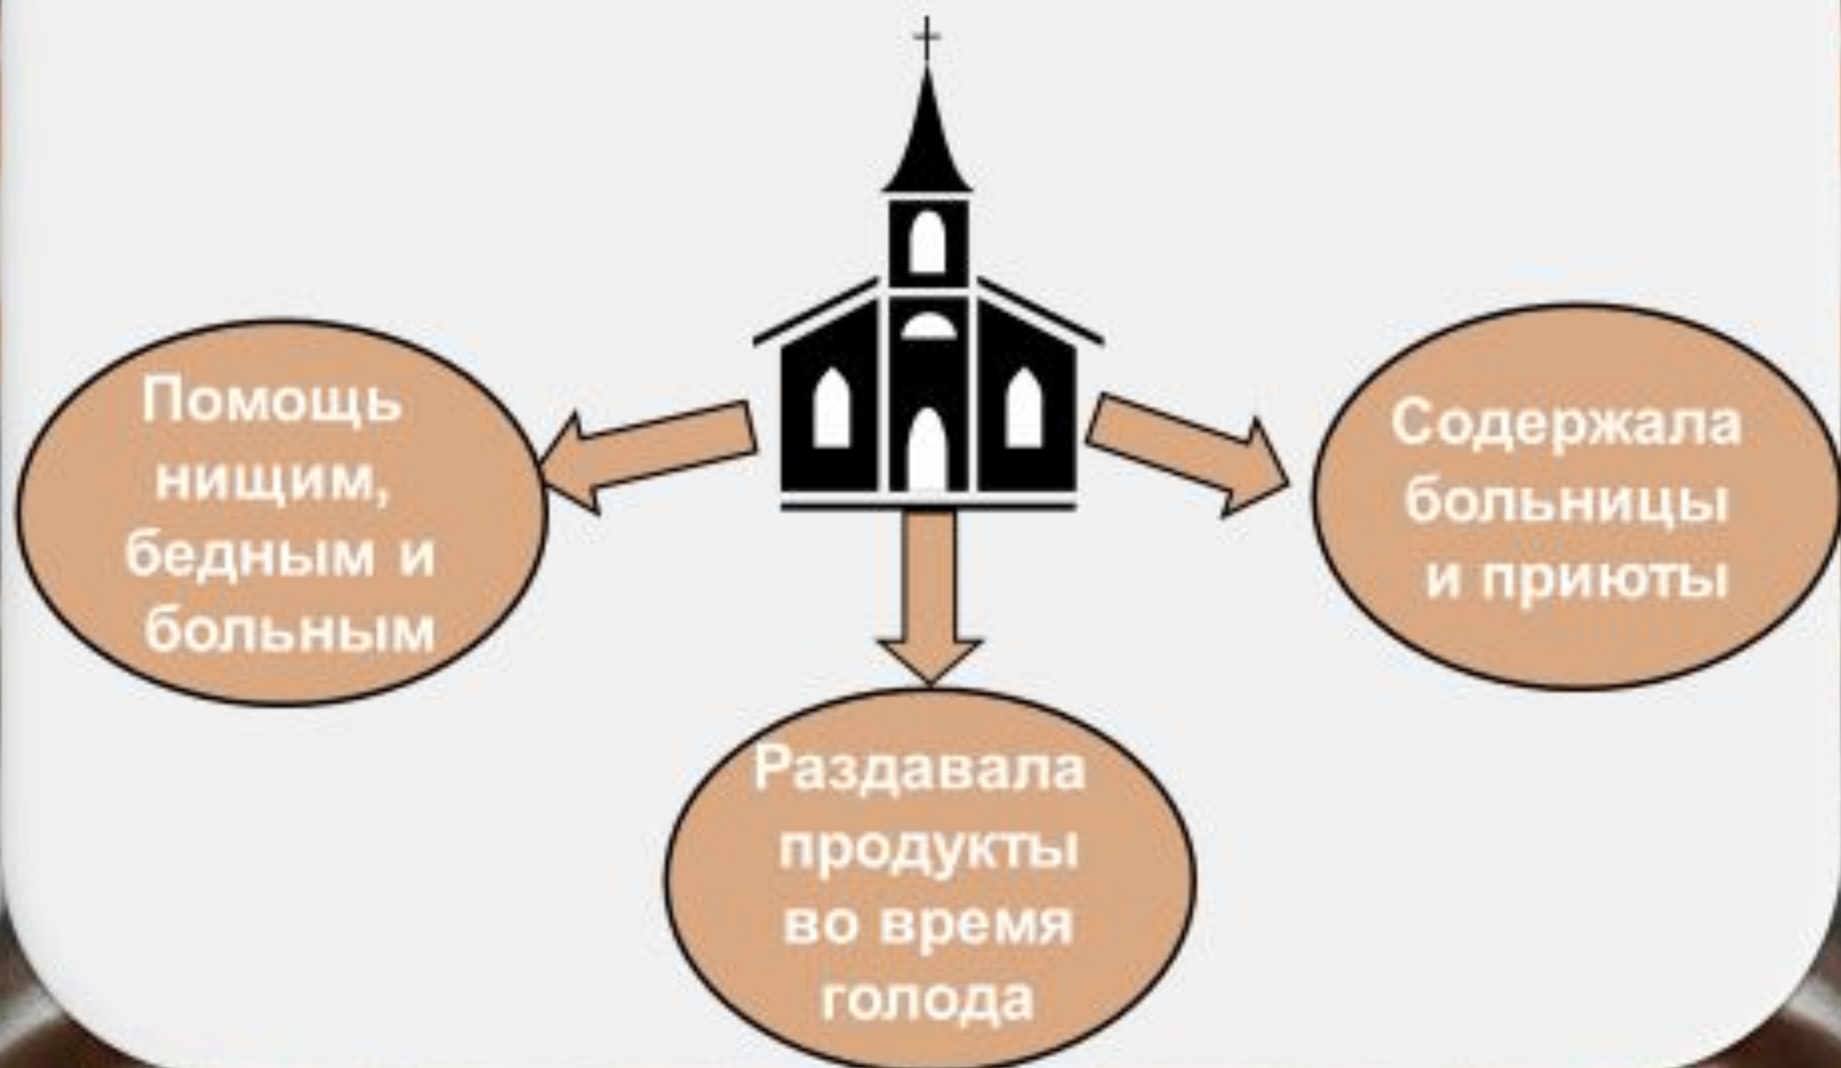 Помощь
нищим,
бедным и
больным
Раздавала
продукты
во время
голода
Содержала
больницы
и приюты